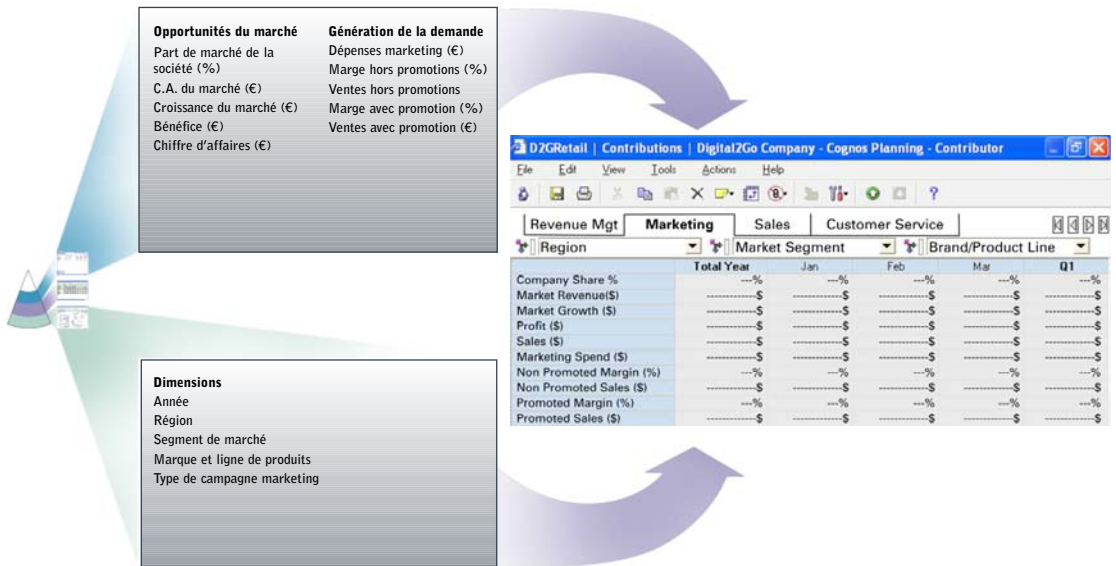 Opportunités du marché
Part de marché de la
société (%)
C.A. du marché (€)
Croissance du marché (€)
Bénéfice (€)
Chiffre d'affaires (€)
Génération de la demande
Dépenses marketing (€)
Marge hors promotions (%)
Ventes hors promotions
Marge avec promotion (%)
Ventes avec promotion (€)
D2GRetail | Contributions | Digital2Go Company - Cognos Planning - Contributor
File Edit View Tools Actions Help
Revenue Mgt Marketing Sales Customer Service
Region Market Segment Brand/Product Line
Total Year Jan Feb Mar Q1
Company Share % ---% ---% ---% ---% ---%
Market Revenue($) ------------$ ------------$ ------------$ ------------$ ------------$
Market Growth ($) ------------$ ------------$ ------------$ ------------$ ------------$
Profit ($) ------------$ ------------$ ------------$ ------------$ ------------$
Sales ($) ------------$ ------------$ ------------$ ------------$ ------------$
Marketing Spend ($) ------------$ ------------$ ------------$ ------------$ ------------$
Non Promoted Margin (%) ---% ---% ---% ---% ---%
Non Promoted Sales ($) ------------$ ------------$ ------------$ ------------$ ------------$
Promoted Margin (%) ---% ---% ---% ---% ---%
Promoted Sales ($) ------------$ ------------$ ------------$ ------------$ ------------$
Dimensions
Année
Région
Segment de marché
Marque et ligne de produits
Type de campagne marketing